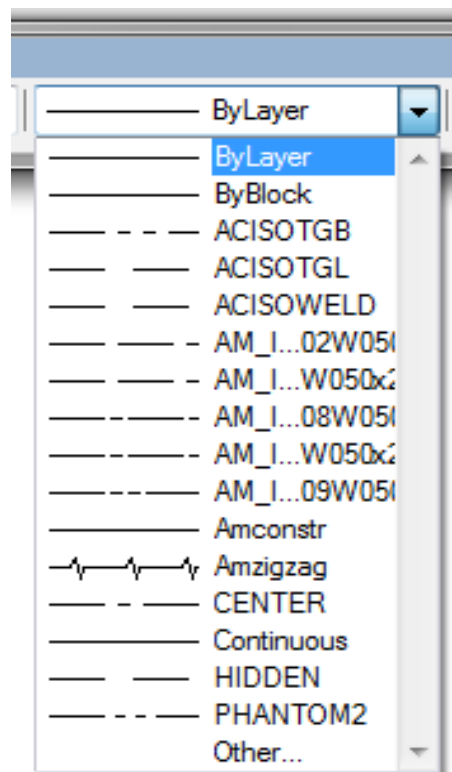 ByLayer
ByLayer
ByBlock
ACISOTGB
ACISOTGL
ACISOWELD
AM_I...02W050
AM_I...W050x2
AM_I...08W050
AM_I...W050x2
AM_I...09W050
Amconstr
Amzigzag
CENTER
Continuous
HIDDEN
PHANTOM2
Other...